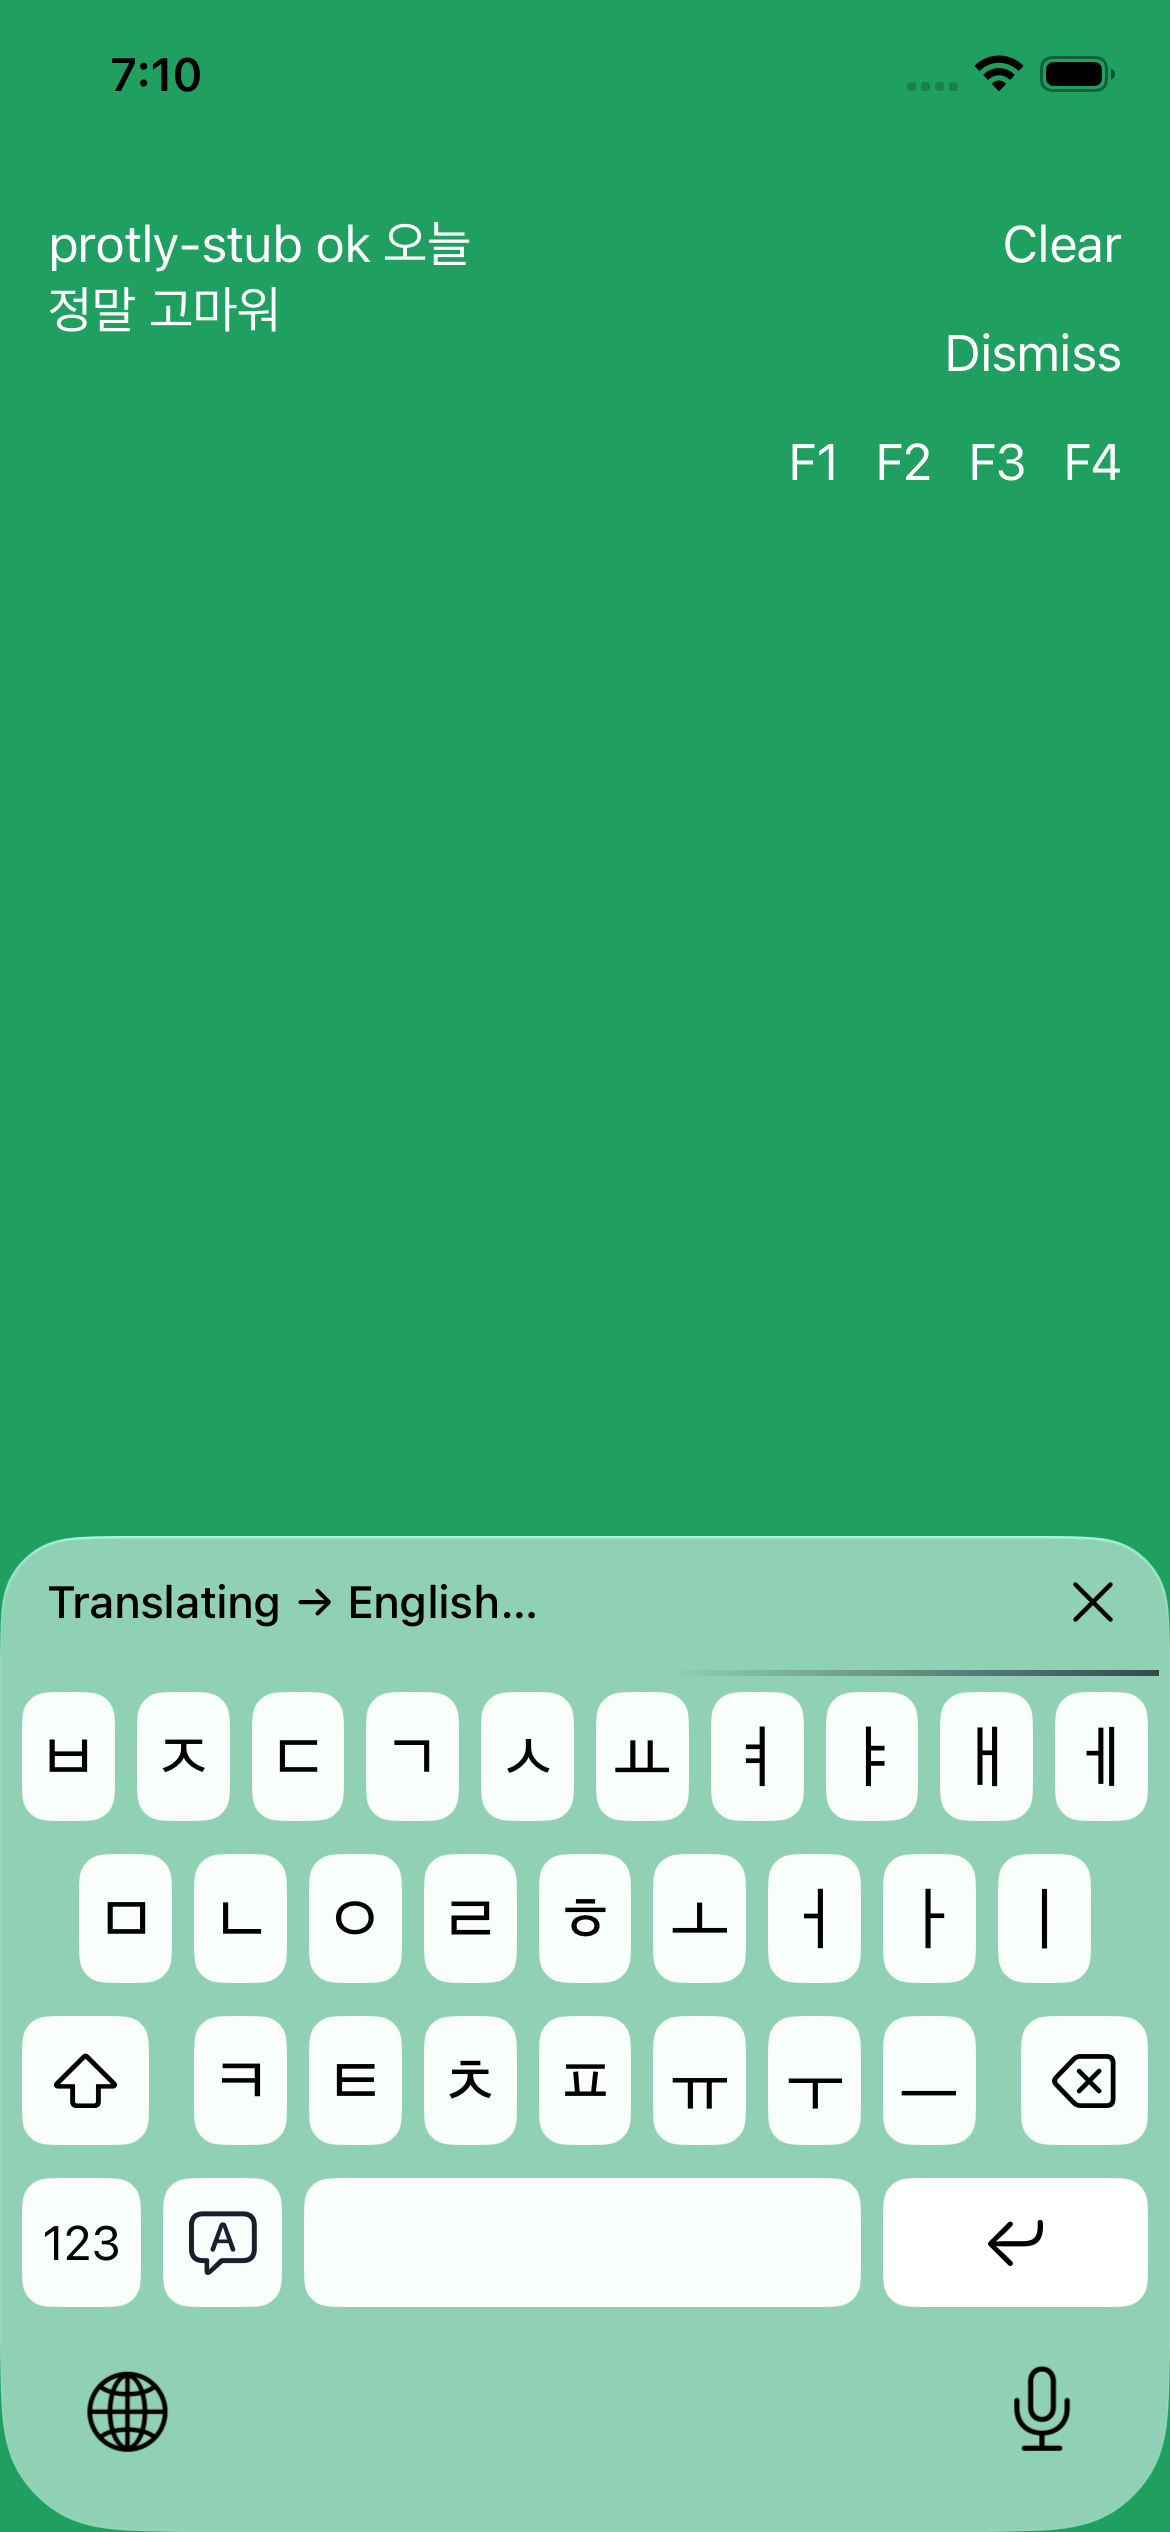 7:10
protly-stub ok 오늘
정말 고마워
Clear
Dismiss
F1 F2 F3 F4
Translating → English...
ㅂ ㅈ ㄷ ㄱ ㅅ ㅛ ㅕ ㅑ ㅐ ㅔ
ㅁ ㄴ ㅇ ㄹ ㅎ ㅗ ㅓ ㅏ ㅣ
ㅋ ㅌ ㅊ ㅍ ㅠ ㅜ ㅡ
123 A